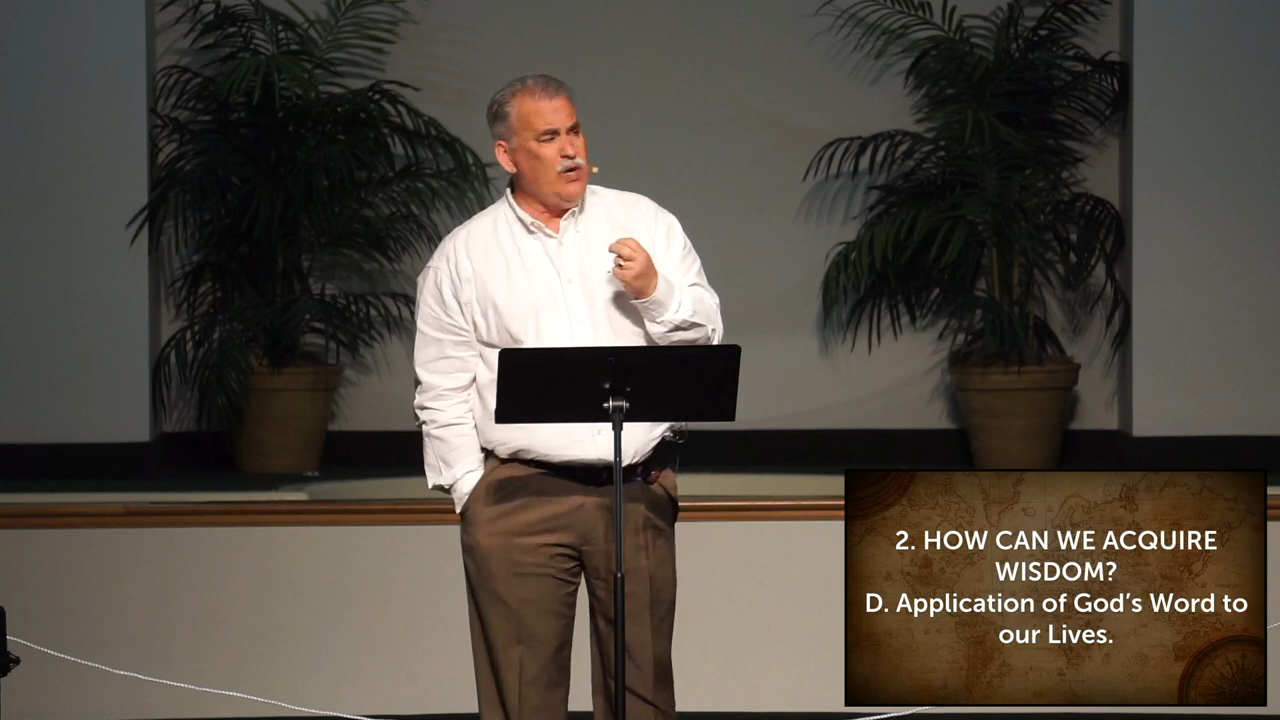 2. HOW CAN WE ACQUIRE
WISDOM?
D. Application of God's Word to
our Lives.